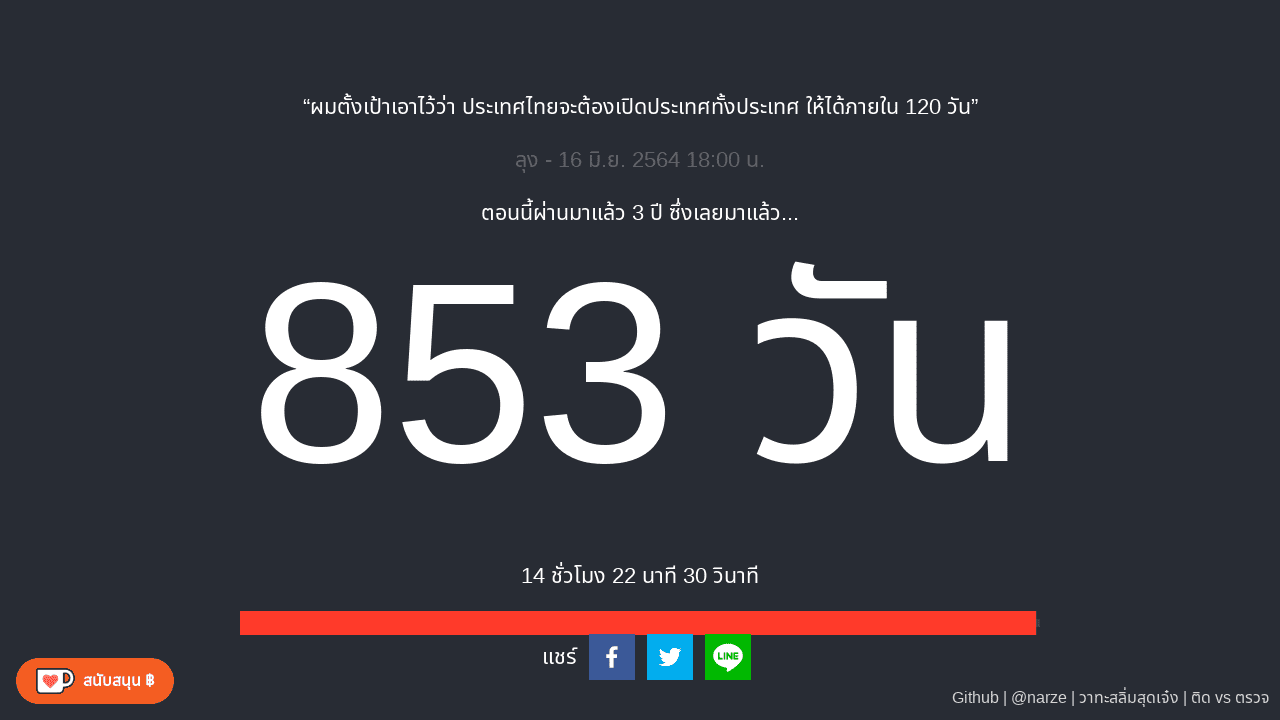 “ผมตั้งเป้าเอาไว้ว่า ประเทศไทยจะต้องเปิดประเทศทั้งประเทศ ให้ได้ภายใน 120 วัน”
ลุง - 16 มิ.ย. 2564 18:00 น.
ตอนนี้ผ่านมาแล้ว 3 ปี ซึ่งเลยมาแล้ว...
853 วัน
14 ชั่วโมง 22 นาที 30 วินาที
แชร์
LINE
สนับสนุน ฿
Github | @narze | วาทะสลิ่มสุดเจ๋ง | ติด vs ตรวจ